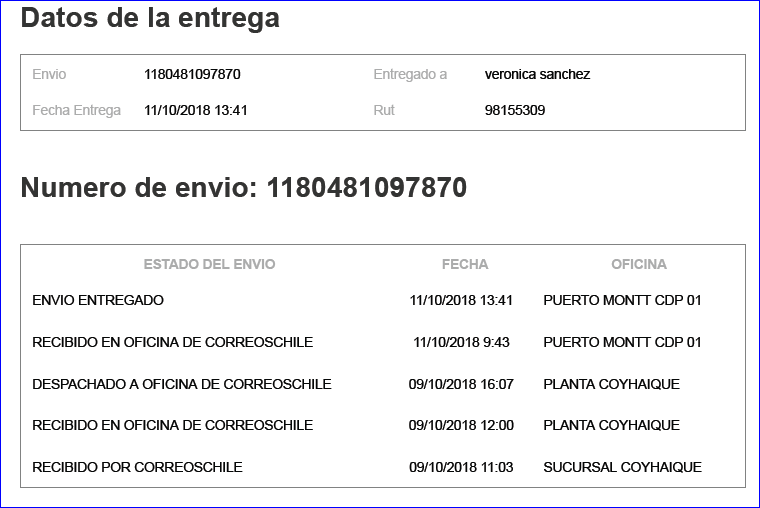 Datos de la entrega
Envio 1180481097870 Entregado a veronica sanchez
Fecha Entrega 11/10/2018 13:41 Rut 98155309
Numero de envio: 1180481097870
ESTADO DEL ENVIO FECHA OFICINA
ENVIO ENTREGADO 11/10/2018 13:41 PUERTO MONTT CDP 01
RECIBIDO EN OFICINA DE CORREOSCHILE 11/10/2018 9:43 PUERTO MONTT CDP 01
DESPACHADO A OFICINA DE CORREOSCHILE 09/10/2018 16:07 PLANTA COYHAIQUE
RECIBIDO EN OFICINA DE CORREOSCHILE 09/10/2018 12:00 PLANTA COYHAIQUE
RECIBIDO POR CORREOSCHILE 09/10/2018 11:03 SUCURSAL COYHAIQUE